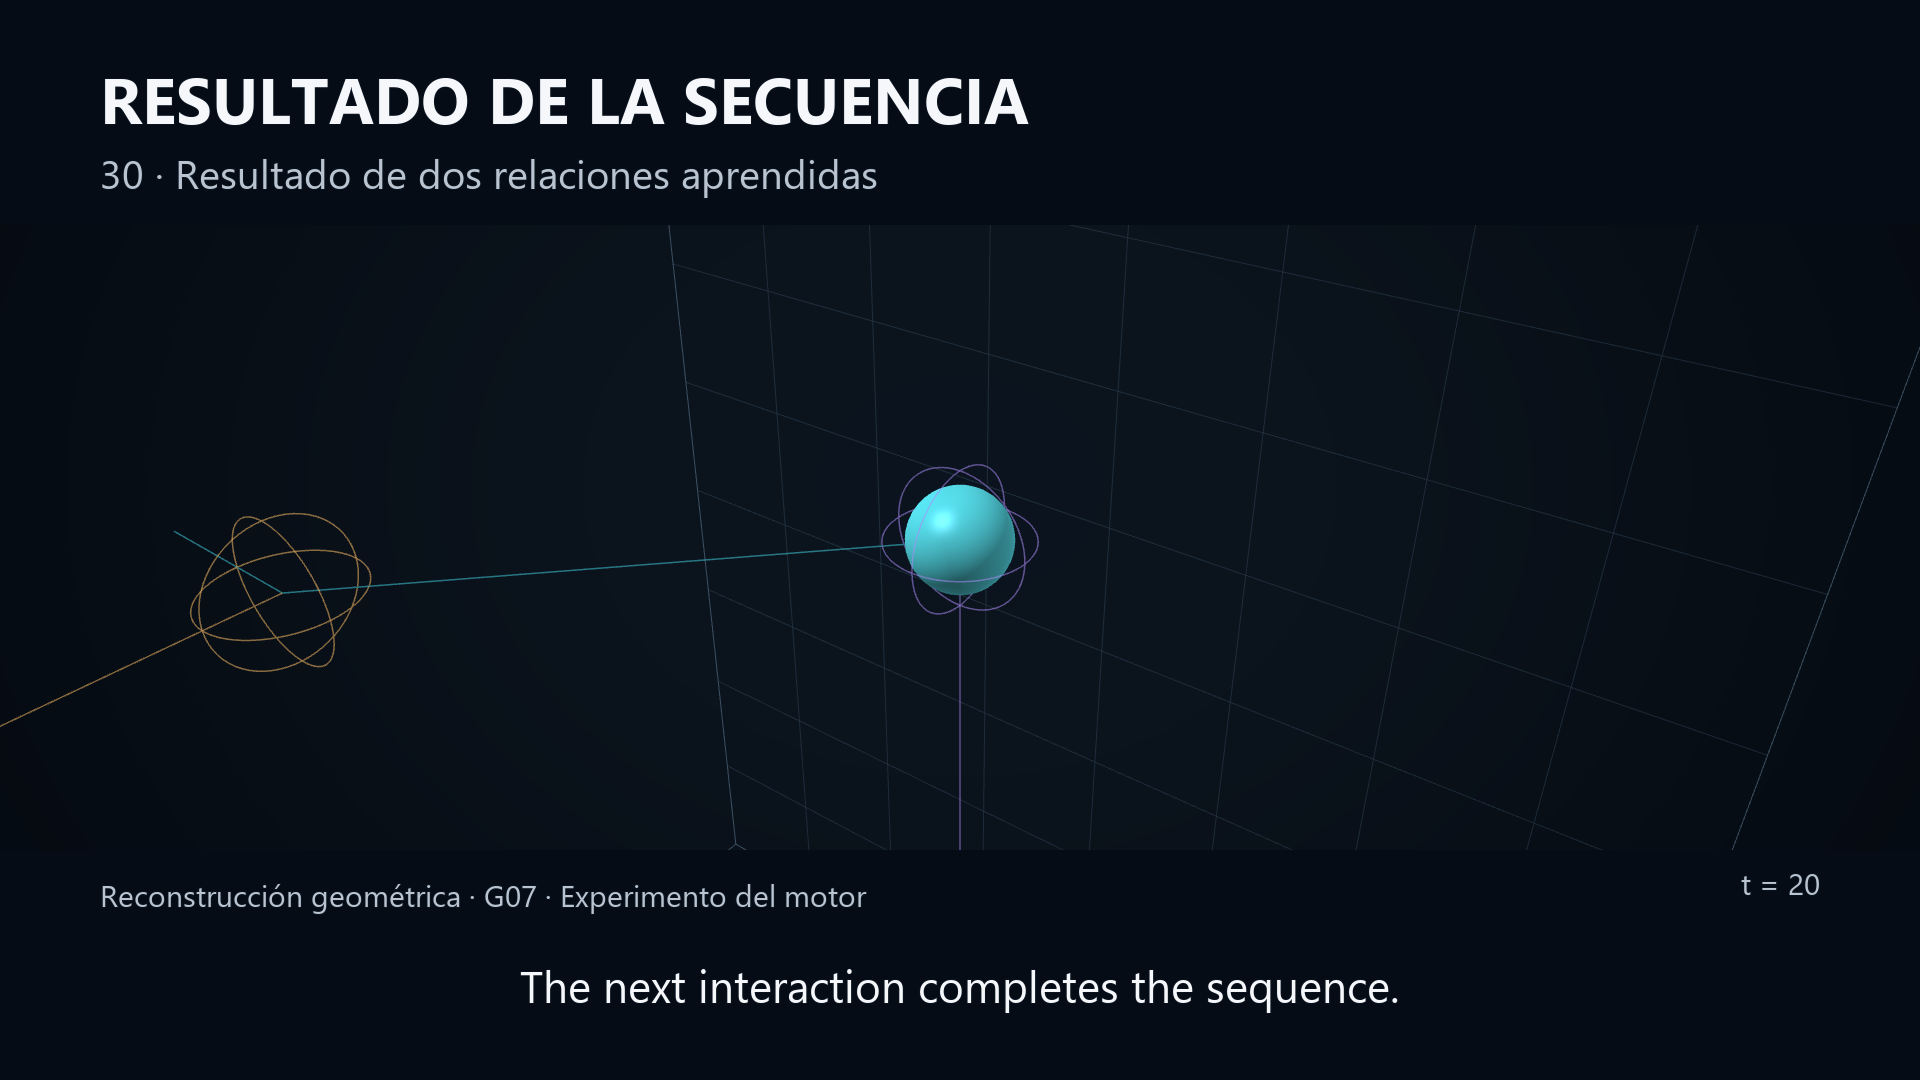 RESULTADO DE LA SECUENCIA
30 · Resultado de dos relaciones aprendidas
Reconstrucción geométrica · G07 · Experimento del motor
t = 20
The next interaction completes the sequence.